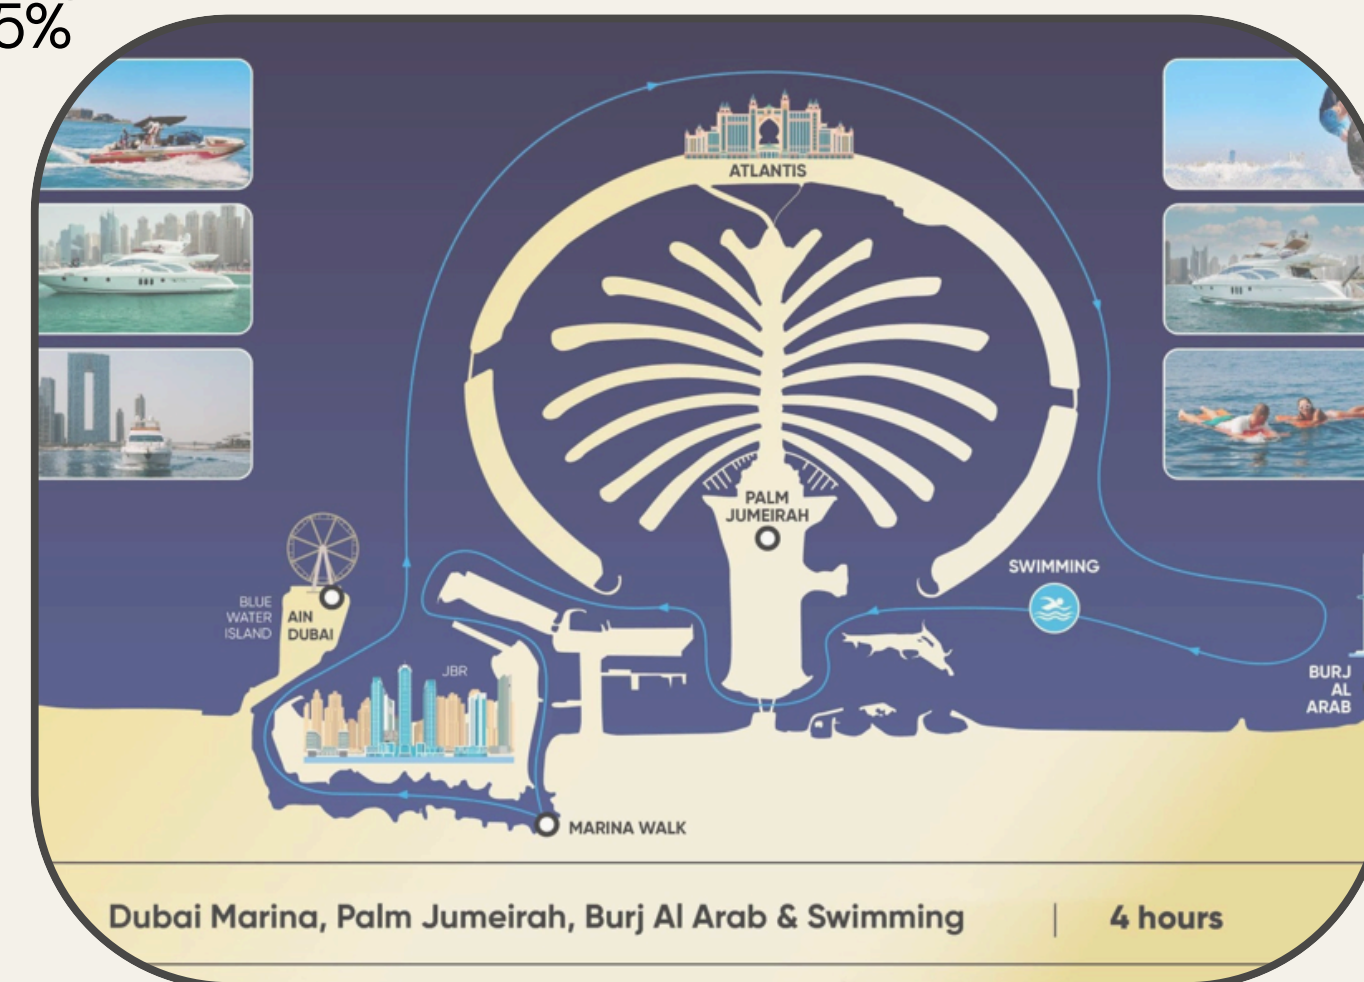 5%
ATLANTIS
PALM
JUMEIRAH
SWIMMING
BLUE
WATER
ISLAND
AIN
DUBAI
JBR
BURJ
AL
ARAB
MARINA WALK
Dubai Marina, Palm Jumeirah, Burj Al Arab & Swimming | 4 hours